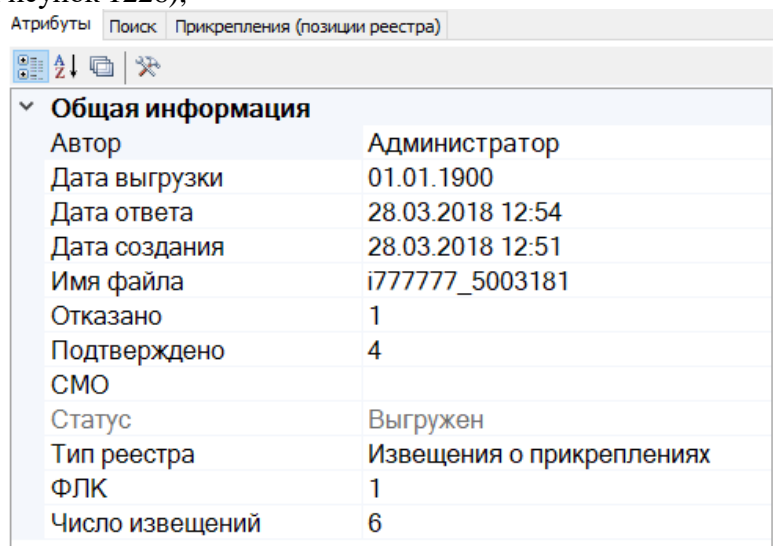 Атрибуты Поиск Прикрепления (позиции реестра)
Общая информация
Автор Администратор
Дата выгрузки 01.01.1900
Дата ответа 28.03.2018 12:54
Дата создания 28.03.2018 12:51
Имя файла i777777_5003181
Отказано 1
Подтверждено 4
СМО
Статус Выгружен
Тип реестра Извещения о прикреплениях
ФЛК 1
Число извещений 6